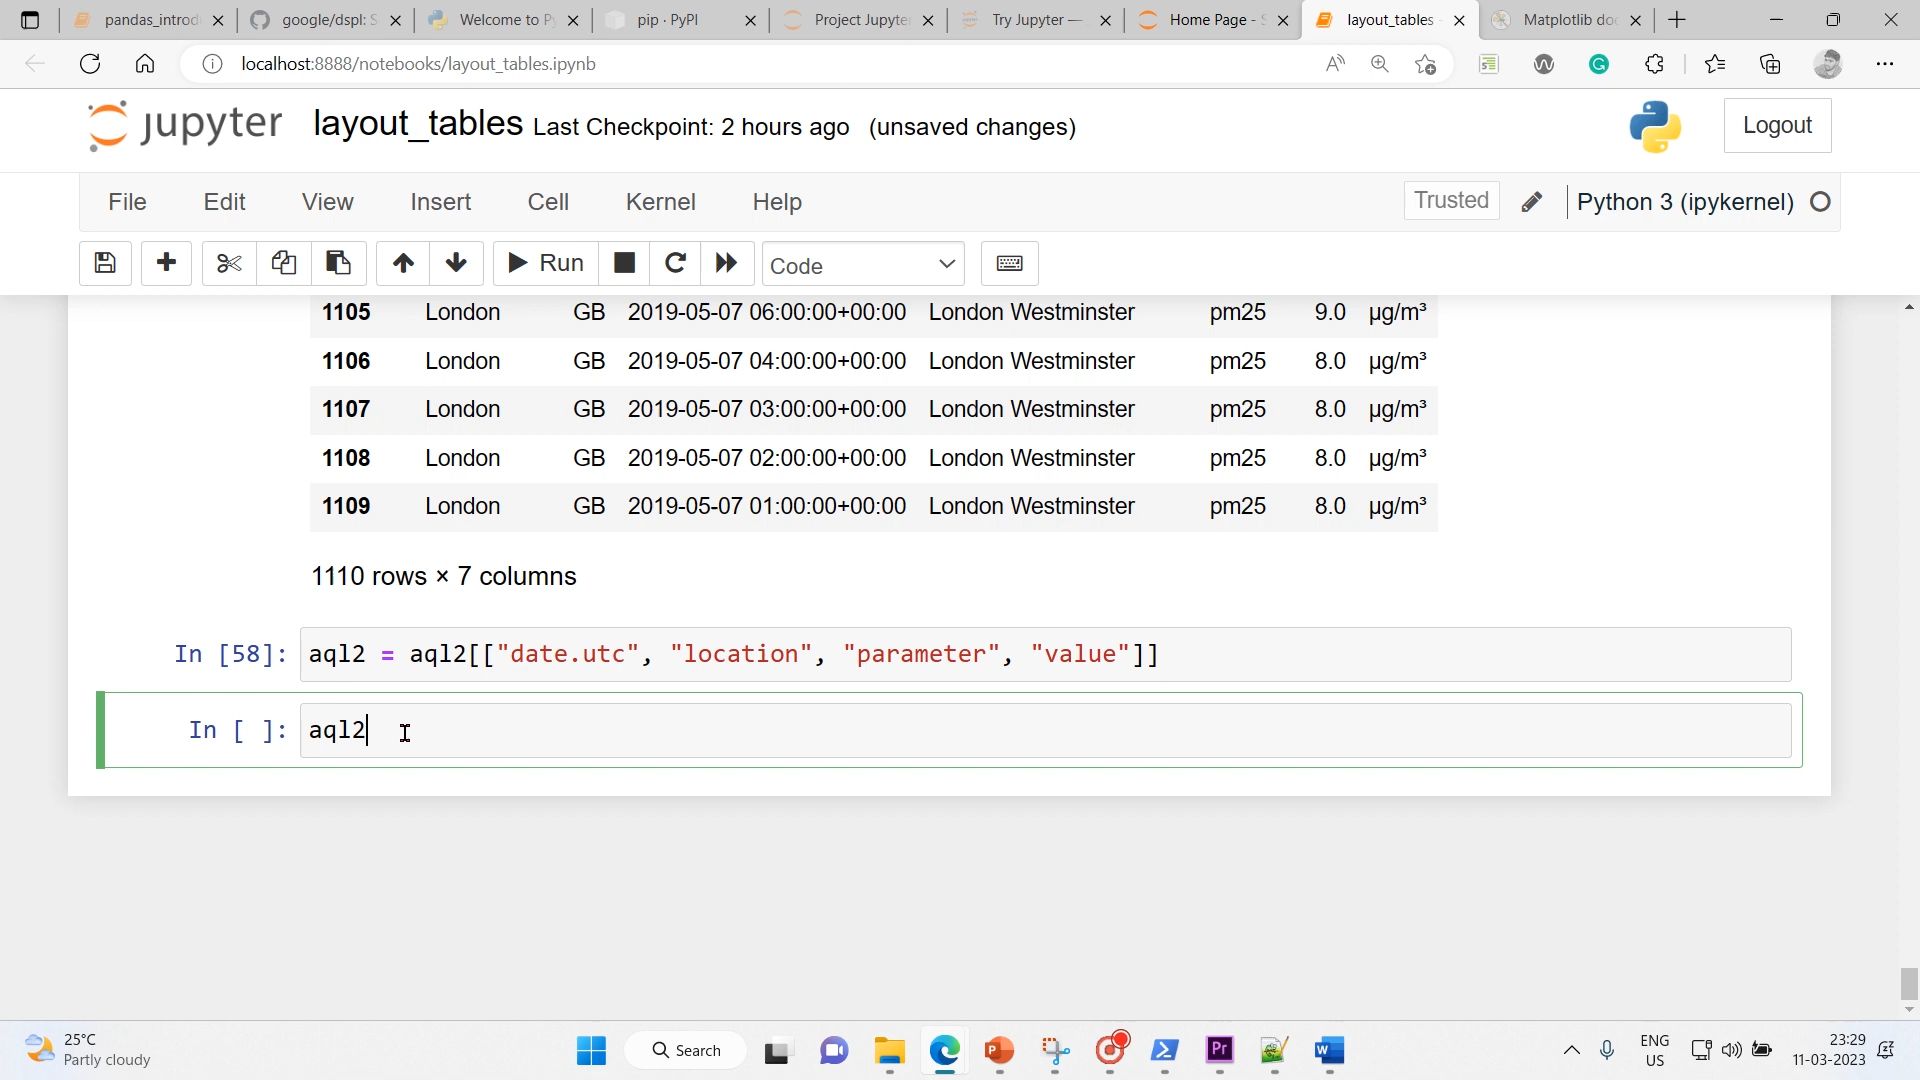 pandas_introd
google/dspl: S
Welcome to Py
pip · PyPI
Project Jupyter
Try Jupyter —
Home Page - S
layout_tables -
Matplotlib doc
localhost:8888/notebooks/layout_tables.ipynb
jupyter layout_tables Last Checkpoint: 2 hours ago (unsaved changes)
Logout
File Edit View Insert Cell Kernel Help
Trusted
Python 3 (ipykernel)
Run
Code
1105 London GB 2019-05-07 06:00:00+00:00 London Westminster pm25 9.0 µg/m³
1106 London GB 2019-05-07 04:00:00+00:00 London Westminster pm25 8.0 µg/m³
1107 London GB 2019-05-07 03:00:00+00:00 London Westminster pm25 8.0 µg/m³
1108 London GB 2019-05-07 02:00:00+00:00 London Westminster pm25 8.0 µg/m³
1109 London GB 2019-05-07 01:00:00+00:00 London Westminster pm25 8.0 µg/m³
1110 rows × 7 columns
In [58]: aql2 = aql2[["date.utc", "location", "parameter", "value"]]
In [ ]: aql2
25°C
Partly cloudy
Search
Pr
ENG
US
23:29
11-03-2023